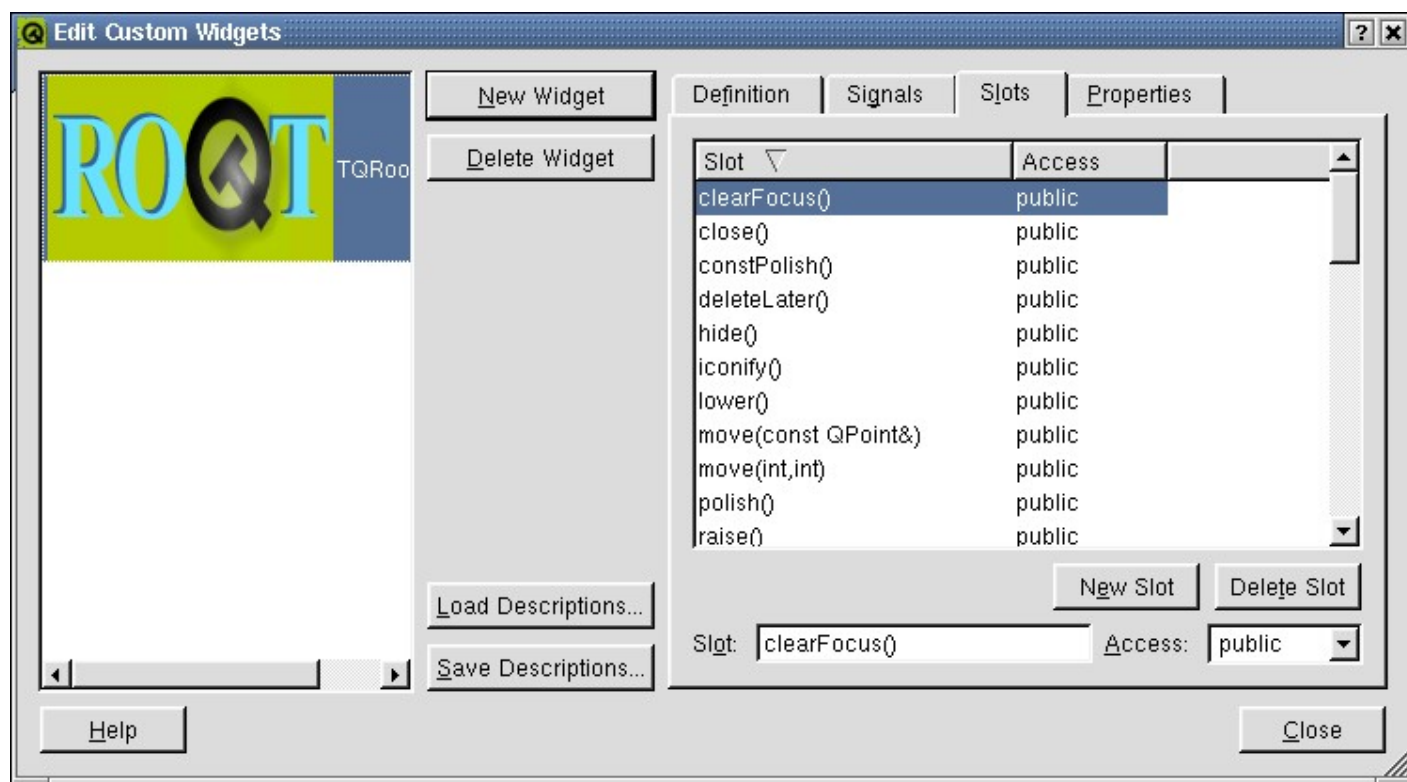 Edit Custom Widgets
ROQT
TQRoo
New Widget
Delete Widget
Load Descriptions...
Save Descriptions...
Definition Signals Slots Properties
Slot Access
clearFocus() public
close() public
constPolish() public
deleteLater() public
hide() public
iconify() public
lower() public
move(const QPoint&) public
move(int,int) public
polish() public
raise() public
New Slot Delete Slot
Slot: clearFocus() Access: public
Help Close